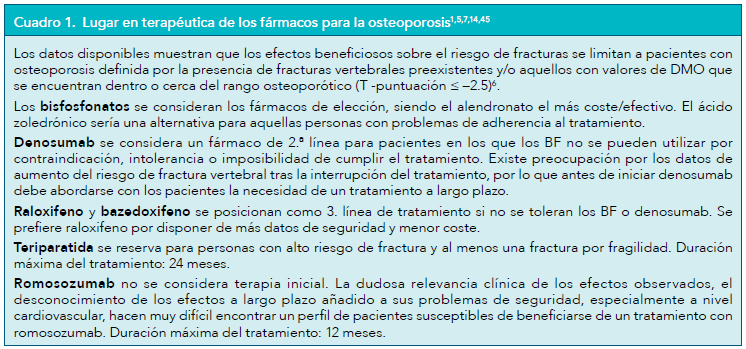 Cuadro 1. Lugar en terapéutica de los fármacos para la osteoporosis1,5,7,14,45
Los datos disponibles muestran que los efectos beneficiosos sobre el riesgo de fracturas se limitan a pacientes con
osteoporosis definida por la presencia de fracturas vertebrales preexistentes y/o aquellos con valores de DMO que
se encuentran dentro o cerca del rango osteoporótico (T -puntuación ≤ –2.5)6.
Los bisfosfonatos se consideran los fármacos de elección, siendo el alendronato el más coste/efectivo. El ácido
zoledrónico sería una alternativa para aquellas personas con problemas de adherencia al tratamiento.
Denosumab se considera un fármaco de 2.ª línea para pacientes en los que los BF no se pueden utilizar por
contraindicación, intolerancia o imposibilidad de cumplir el tratamiento. Existe preocupación por los datos de
aumento del riesgo de fractura vertebral tras la interrupción del tratamiento, por lo que antes de iniciar denosumab
debe abordarse con los pacientes la necesidad de un tratamiento a largo plazo.
Raloxifeno y bazedoxifeno se posicionan como 3. línea de tratamiento si no se toleran los BF o denosumab. Se
prefiere raloxifeno por disponer de más datos de seguridad y menor coste.
Teriparatida se reserva para personas con alto riesgo de fractura y al menos una fractura por fragilidad. Duración
máxima del tratamiento: 24 meses.
Romosozumab no se considera terapia inicial. La dudosa relevancia clínica de los efectos observados, el
desconocimiento de los efectos a largo plazo añadido a sus problemas de seguridad, especialmente a nivel
cardiovascular, hacen muy difícil encontrar un perfil de pacientes susceptibles de beneficiarse de un tratamiento con
romosozumab. Duración máxima del tratamiento: 12 meses.